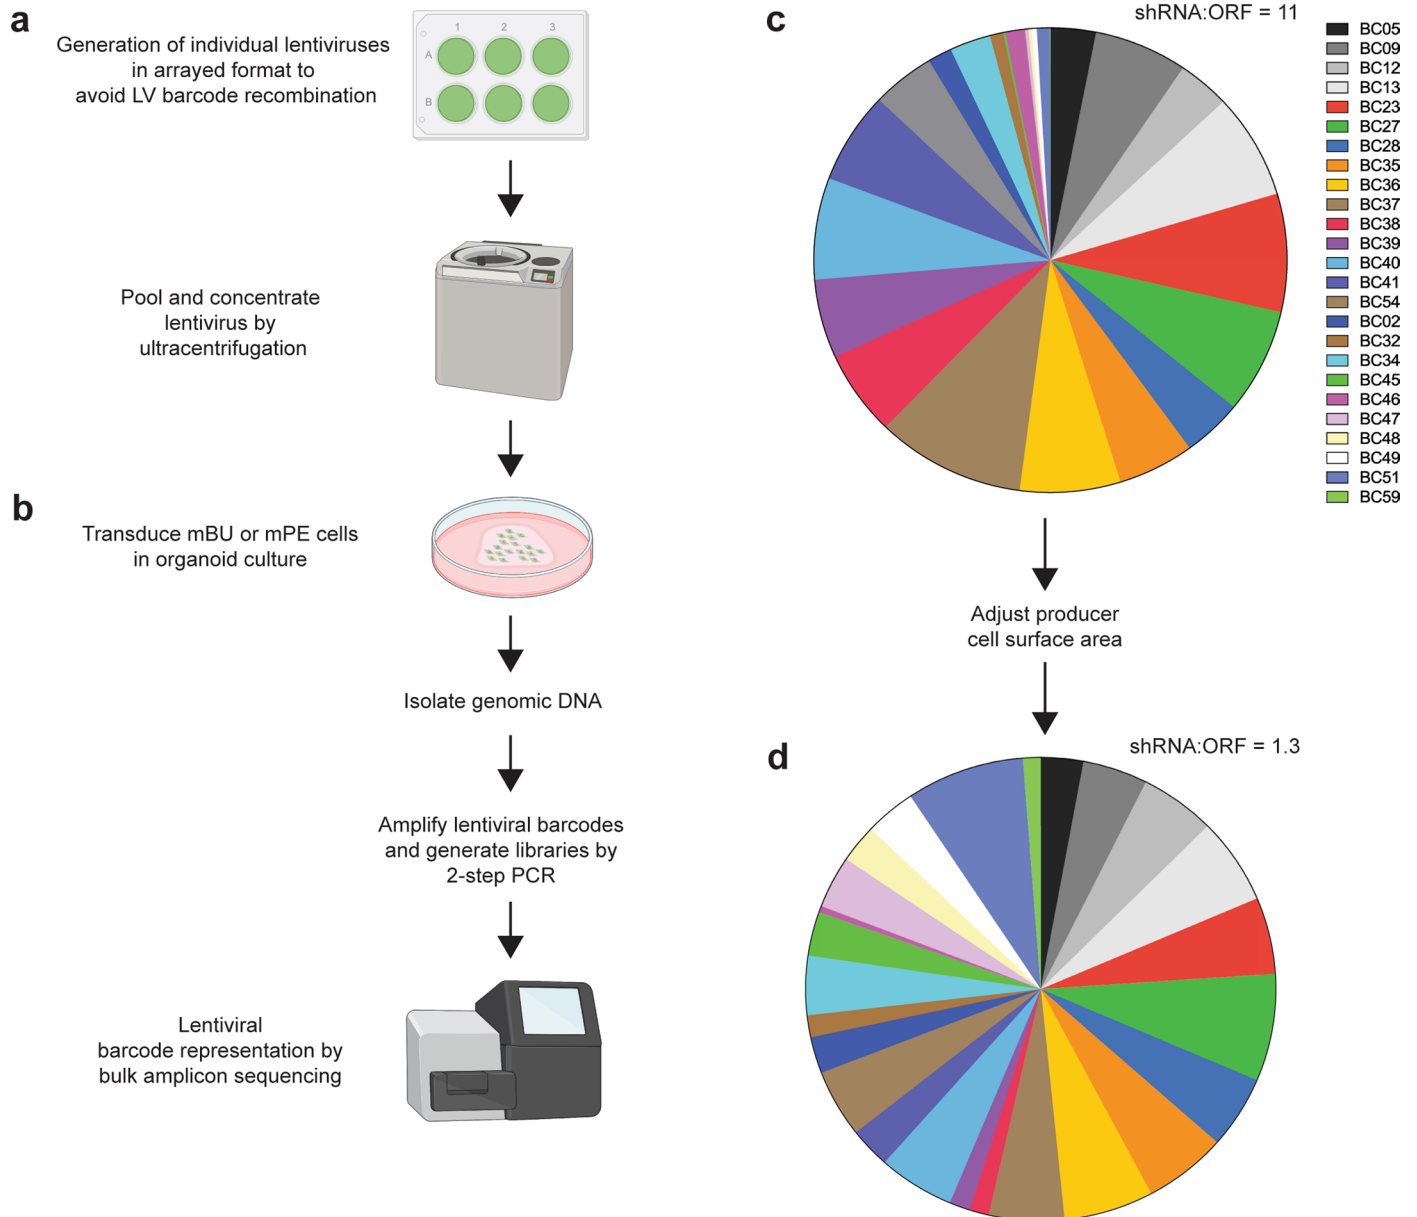 a
Generation of individual lentiviruses
in arrayed format to
avoid LV barcode recombination
1 2 3
A
B
Pool and concentrate
lentivirus by
ultracentrifugation
b
Transduce mBU or mPE cells
in organoid culture
Isolate genomic DNA
Amplify lentiviral barcodes
and generate libraries by
2-step PCR
Lentiviral
barcode representation by
bulk amplicon sequencing
c
shRNA:ORF = 11
BC05
BC09
BC12
BC13
BC23
BC27
BC28
BC35
BC36
BC37
BC38
BC39
BC40
BC41
BC54
BC02
BC32
BC34
BC45
BC46
BC47
BC48
BC49
BC51
BC59
Adjust producer
cell surface area
d
shRNA:ORF = 1.3